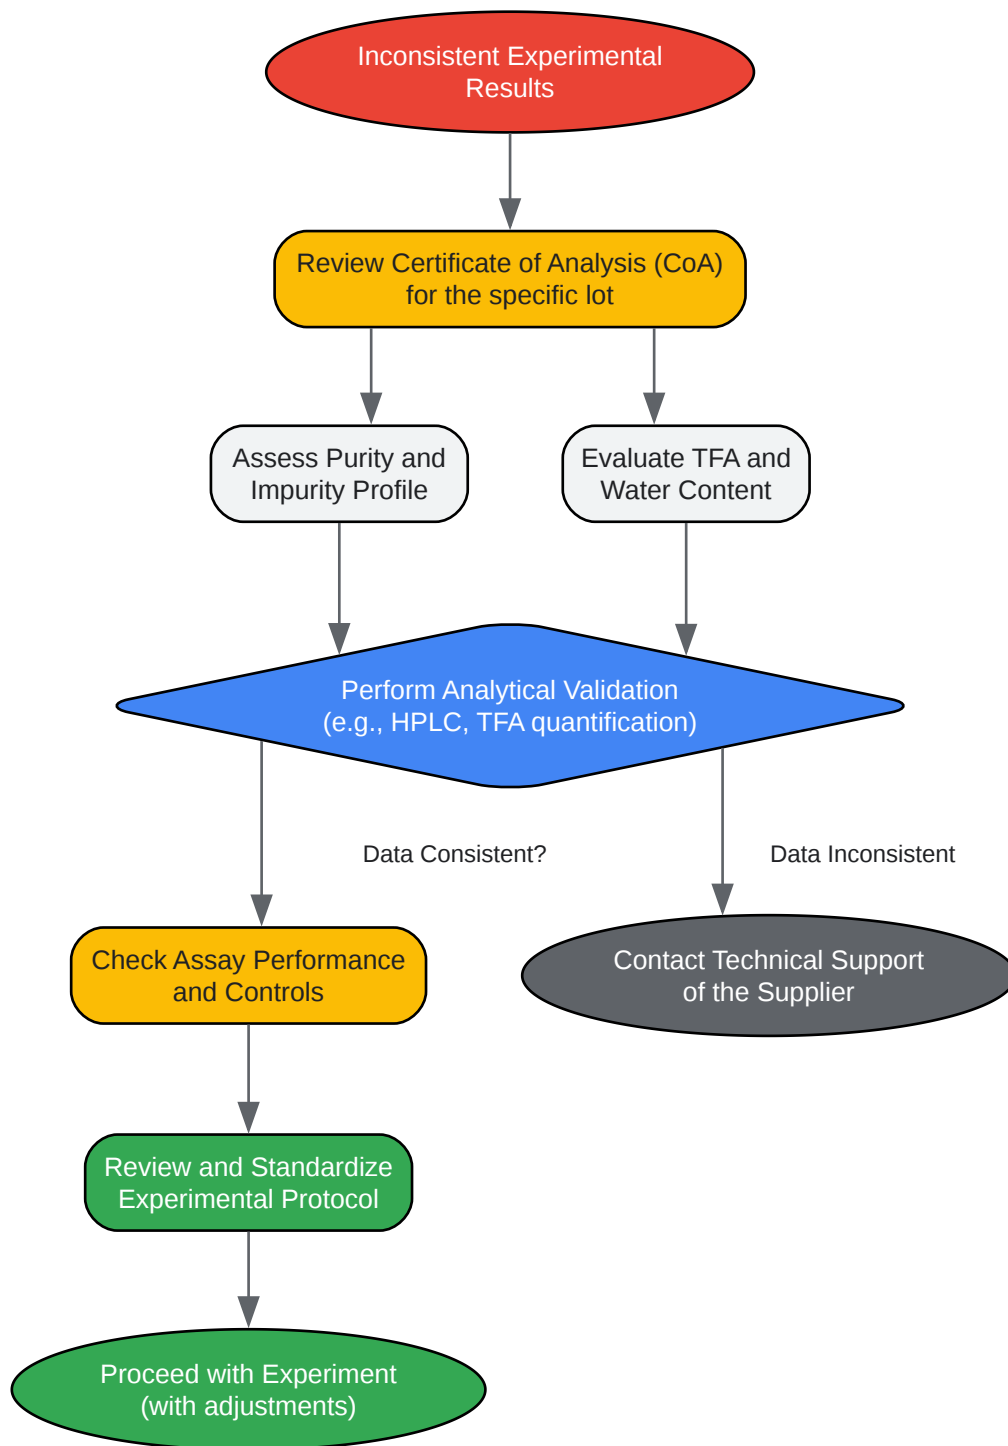 Inconsistent Experimental
Results
Review Certificate of Analysis (CoA)
for the specific lot
Assess Purity and
Impurity Profile
Evaluate TFA and
Water Content
Perform Analytical Validation
(e.g., HPLC, TFA quantification)
Data Consistent?
Data Inconsistent
Check Assay Performance
and Controls
Contact Technical Support
of the Supplier
Review and Standardize
Experimental Protocol
Proceed with Experiment
(with adjustments)